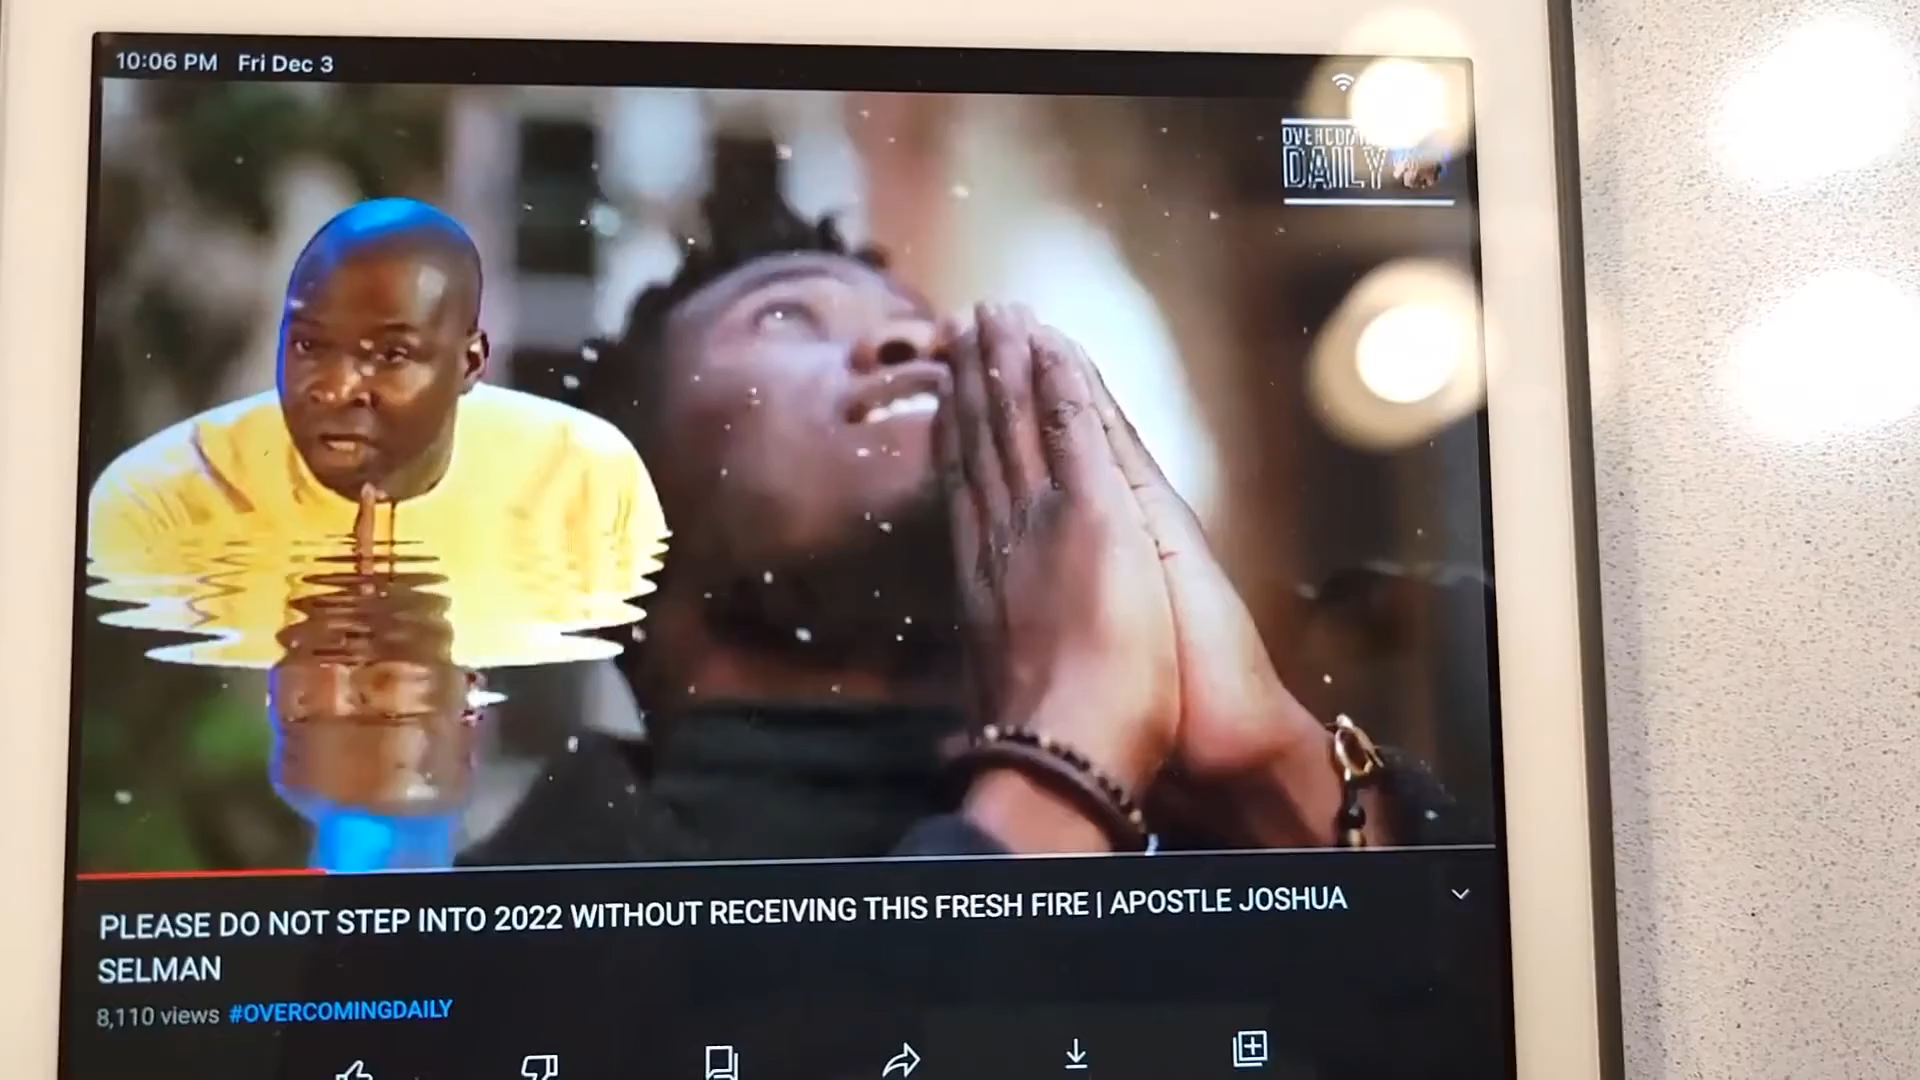 10:06 PM Fri Dec 3
DAILY
PLEASE DO NOT STEP INTO 2022 WITHOUT RECEIVING THIS FRESH FIRE | APOSTLE JOSHUA
SELMAN
8,110 views #OVERCOMINGDAILY